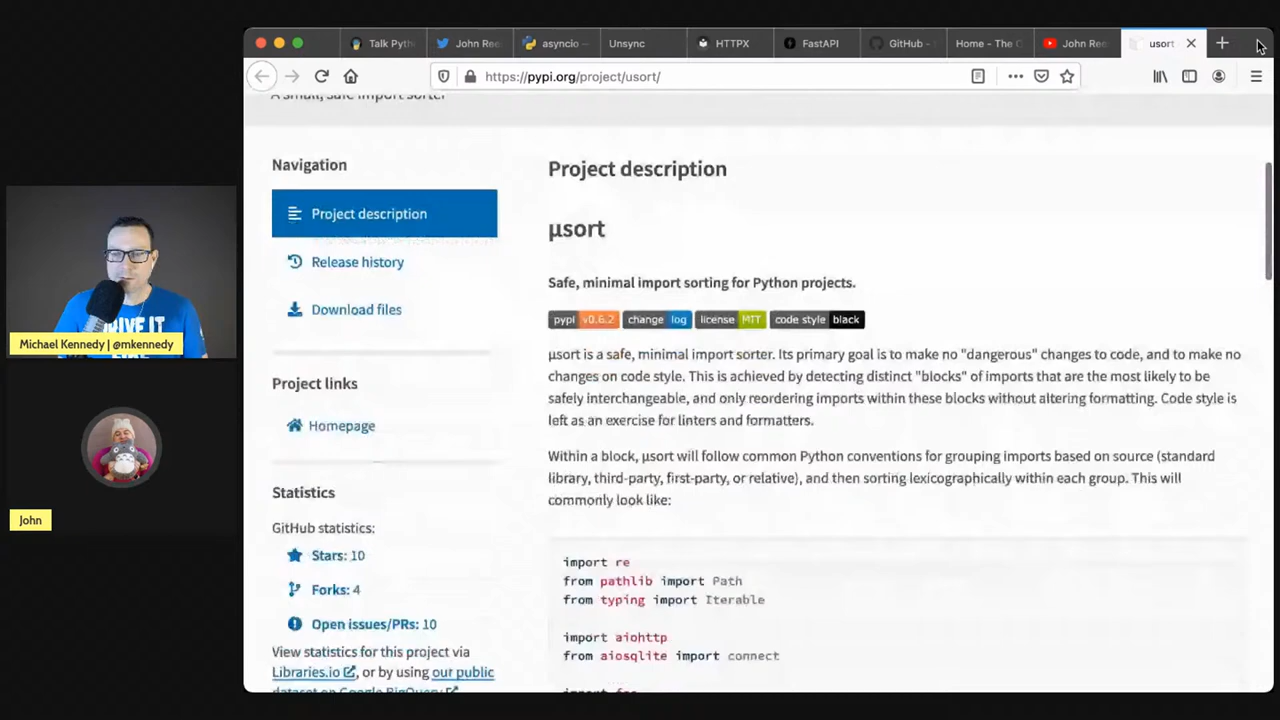 Talk Pyth
John Ree
asyncio —
Unsync
HTTPX
FastAPI
GitHub -
Home - The
John Ree
usort
https://pypi.org/project/usort/
A small, safe import sorter
Navigation
Project description
Release history
Download files
Project links
Homepage
Statistics
GitHub statistics:
Stars: 10
Forks: 4
Open issues/PRs: 10
View statistics for this project via
Libraries.io, or by using our public
dataset on Google BigQuery
Project description
µsort
Safe, minimal import sorting for Python projects.
pypi v0.6.2 change log license MIT code style black
µsort is a safe, minimal import sorter. Its primary goal is to make no "dangerous" changes to code, and to make no
changes on code style. This is achieved by detecting distinct "blocks" of imports that are the most likely to be
safely interchangeable, and only reordering imports within these blocks without altering formatting. Code style is
left as an exercise for linters and formatters.
Within a block, µsort will follow common Python conventions for grouping imports based on source (standard
library, third-party, first-party, or relative), and then sorting lexicographically within each group. This will
commonly look like:
import re
from pathlib import Path
from typing import Iterable
import aiohttp
from aiosqlite import connect
Michael Kennedy | @mkennedy
John